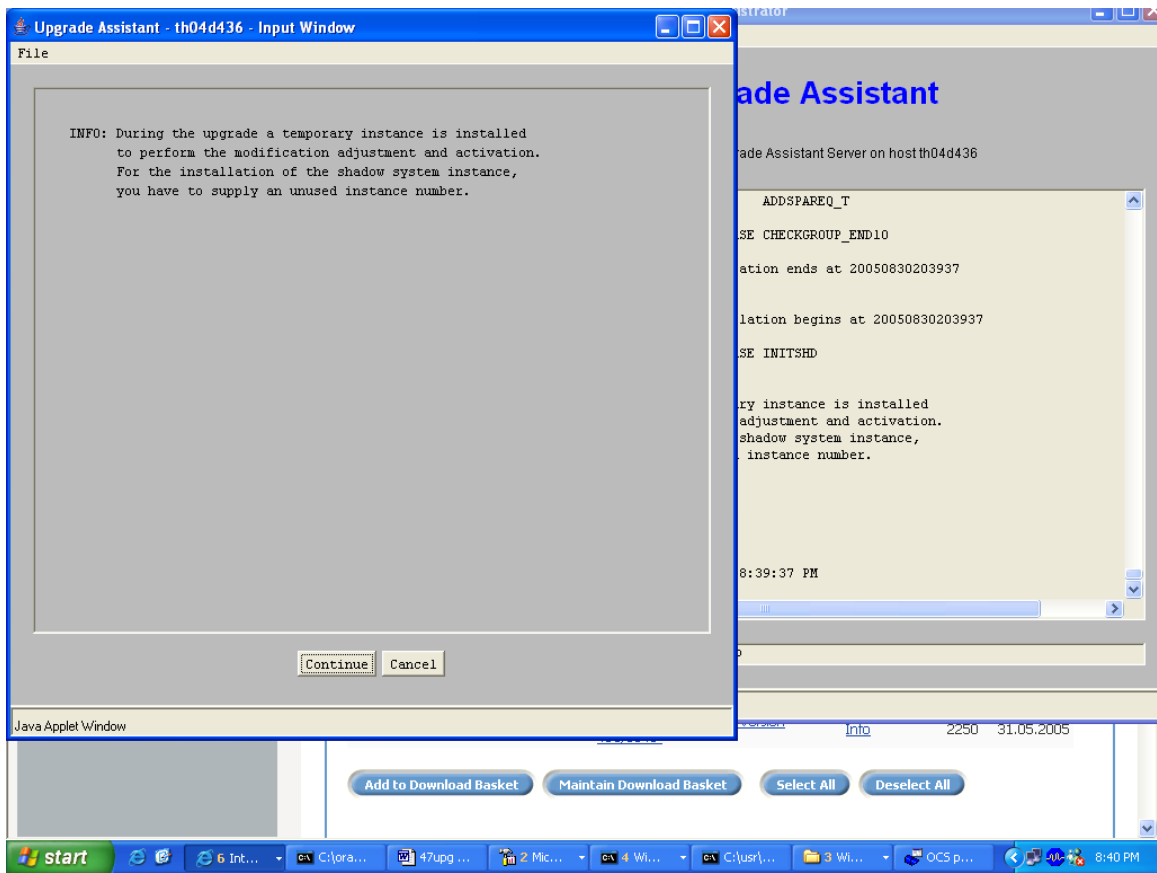 Upgrade Assistant - th04d436 - Input Window
File
INFO: During the upgrade a temporary instance is installed
to perform the modification adjustment and activation.
For the installation of the shadow system instance,
you have to supply an unused instance number.
Continue
Cancel
Java Applet Window
istrator
ade Assistant
rade Assistant Server on host th04d436
ADDSPAREQ_T
SE CHECKGROUP_END10
ation ends at 20050830203937
lation begins at 20050830203937
SE INITSHD
ry instance is installed
adjustment and activation.
shadow system instance,
instance number.
8:39:37 PM
Info 2250 31.05.2005
Add to Download Basket
Maintain Download Basket
Select All
Deselect All
start
6 Int...
C:\ora...
47upg ...
2 Mic...
4 Wi...
C:\usr\...
3 Wi...
OCS p...
8:40 PM